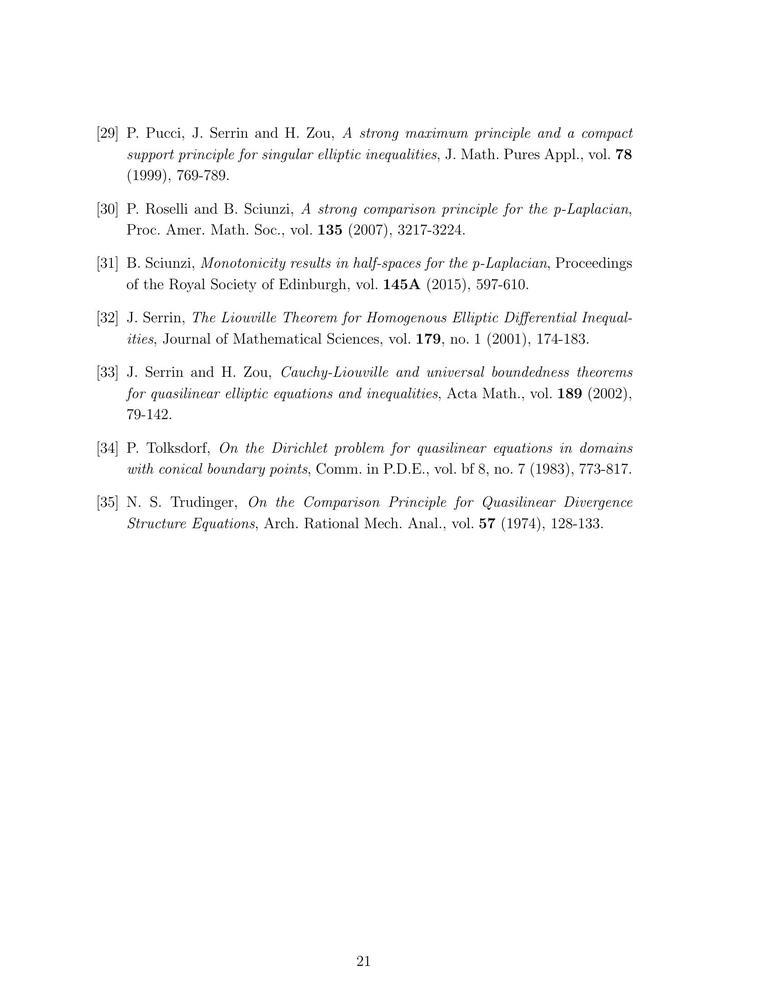 [29] P. Pucci, J. Serrin and H. Zou, A strong maximum principle and a compact
support principle for singular elliptic inequalities, J. Math. Pures Appl., vol. 78
(1999), 769-789.
[30] P. Roselli and B. Sciunzi, A strong comparison principle for the p-Laplacian,
Proc. Amer. Math. Soc., vol. 135 (2007), 3217-3224.
[31] B. Sciunzi, Monotonicity results in half-spaces for the p-Laplacian, Proceedings
of the Royal Society of Edinburgh, vol. 145A (2015), 597-610.
[32] J. Serrin, The Liouville Theorem for Homogenous Elliptic Differential Inequal-
ities, Journal of Mathematical Sciences, vol. 179, no. 1 (2001), 174-183.
[33] J. Serrin and H. Zou, Cauchy-Liouville and universal boundedness theorems
for quasilinear elliptic equations and inequalities, Acta Math., vol. 189 (2002),
79-142.
[34] P. Tolksdorf, On the Dirichlet problem for quasilinear equations in domains
with conical boundary points, Comm. in P.D.E., vol. bf 8, no. 7 (1983), 773-817.
[35] N. S. Trudinger, On the Comparison Principle for Quasilinear Divergence
Structure Equations, Arch. Rational Mech. Anal., vol. 57 (1974), 128-133.
21